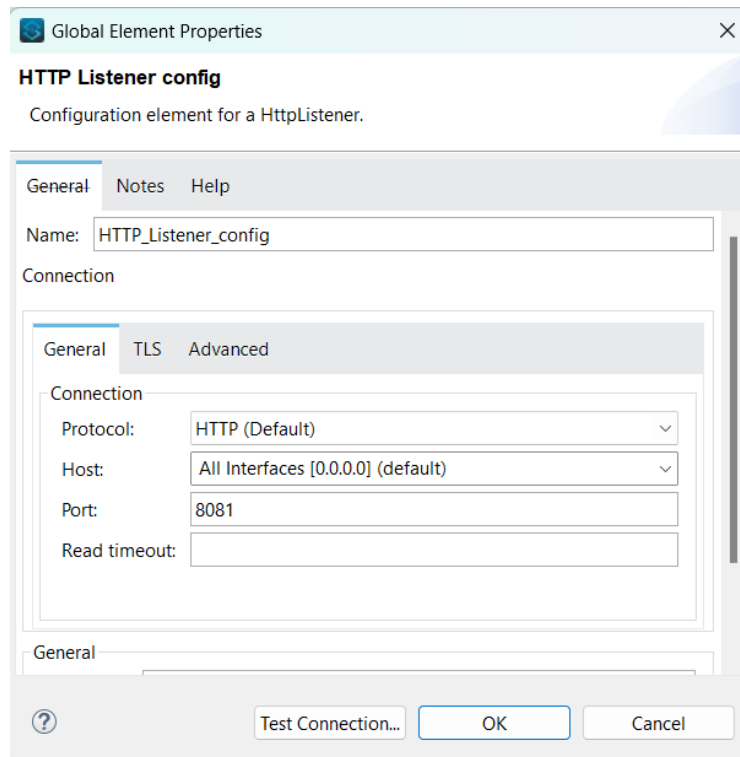 Global Element Properties
HTTP Listener config
Configuration element for a HttpListener.
General Notes Help
Name: HTTP_Listener_config
Connection
General TLS Advanced
Connection
Protocol: HTTP (Default)
Host: All Interfaces [0.0.0.0] (default)
Port: 8081
Read timeout:
General
? Test Connection... OK Cancel